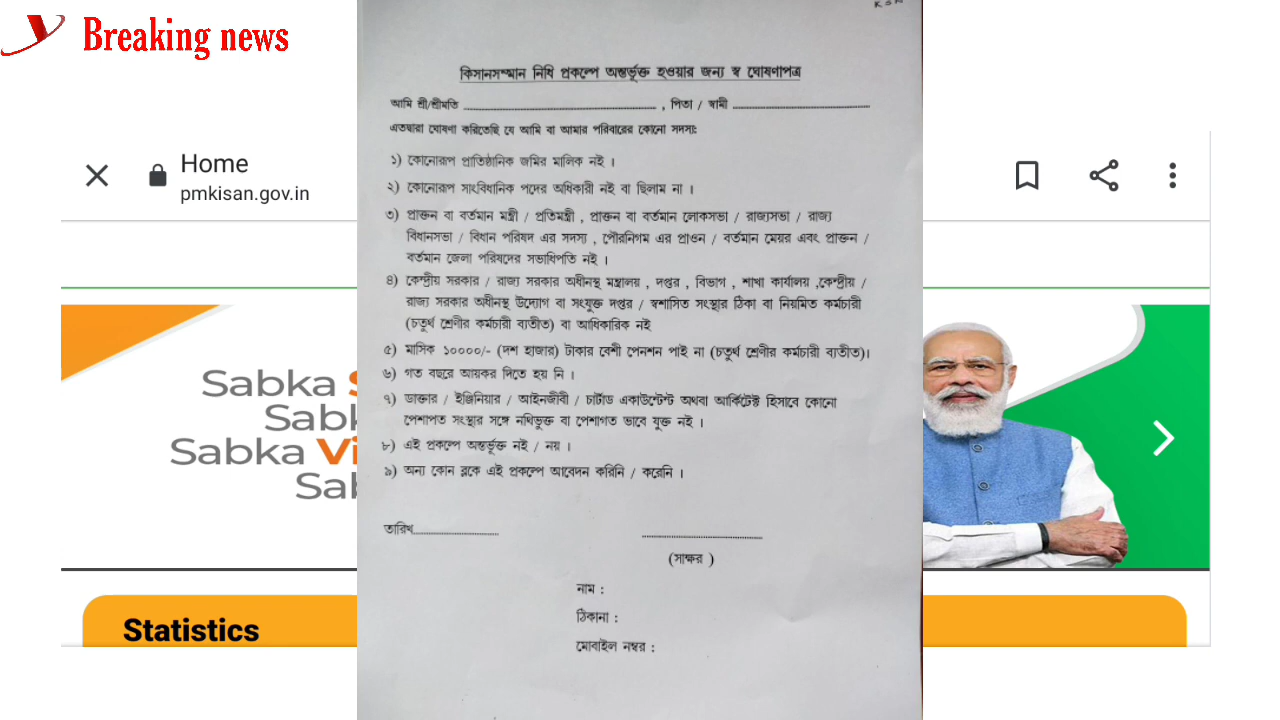 Breaking news
K S N
Home
pmkisan.gov.in
Sabka S
Sabk
Sabka Vi
Sab
Statistics
কিসানসম্মান নিধি প্রকল্পে অন্তর্ভূক্ত হওয়ার জন্য স্ব ঘোষণাপত্র
আমি শ্রী/শ্রীমতি ........................................ , পিতা / স্বামী ........................................
এতদ্বারা ঘোষণা করিতেছি যে আমি বা আমার পরিবারের কোনো সদস্যঃ
১) কোনোরূপ প্রাতিষ্ঠানিক জমির মালিক নই ।
২) কোনোরূপ সাংবিধানিক পদের অধিকারী নই বা ছিলাম না ।
৩) প্রাক্তন বা বর্তমান মন্ত্রী / প্রতিমন্ত্রী , প্রাক্তন বা বর্তমান লোকসভা / রাজ্যসভা / রাজ্য
বিধানসভা / বিধান পরিষদ এর সদস্য , পৌরনিগম এর প্রাওন / বর্তমান মেয়র এবং প্রাক্তন /
বর্তমান জেলা পরিষদের সভাধিপতি নই ।
৪) কেন্দ্রীয় সরকার / রাজ্য সরকার অধীনস্থ মন্ত্রালয় , দপ্তর , বিভাগ , শাখা কার্যালয় ,কেন্দ্রীয় /
রাজ্য সরকার অধীনস্থ উদ্যোগ বা সংযুক্ত দপ্তর / স্বশাসিত সংস্থার ঠিকা বা নিয়মিত কর্মচারী
(চতুর্থ শ্রেণীর কর্মচারী ব্যতীত) বা আধিকারিক নই
৫) মাসিক ১০০০০/- (দশ হাজার) টাকার বেশী পেনশন পাই না (চতুর্থ শ্রেণীর কর্মচারী ব্যতীত)।
৬) গত বছরে আয়কর দিতে হয় নি ।
৭) ডাক্তার / ইঞ্জিনিয়ার / আইনজীবী / চার্টাড একাউন্টেন্ট অথবা আর্কিটেক্ট হিসাবে কোনো
পেশাপত সংস্থার সঙ্গে নথিভুক্ত বা পেশাগত ভাবে যুক্ত নই ।
৮) এই প্রকল্পে অন্তর্ভূক্ত নই / নয় ।
৯) অন্য কোন ব্লকে এই প্রকল্পে আবেদন করিনি / করেনি ।
তারিখ........................
........................
(সাক্ষর )
নাম :
ঠিকানা :
মোবাইল নম্বর :